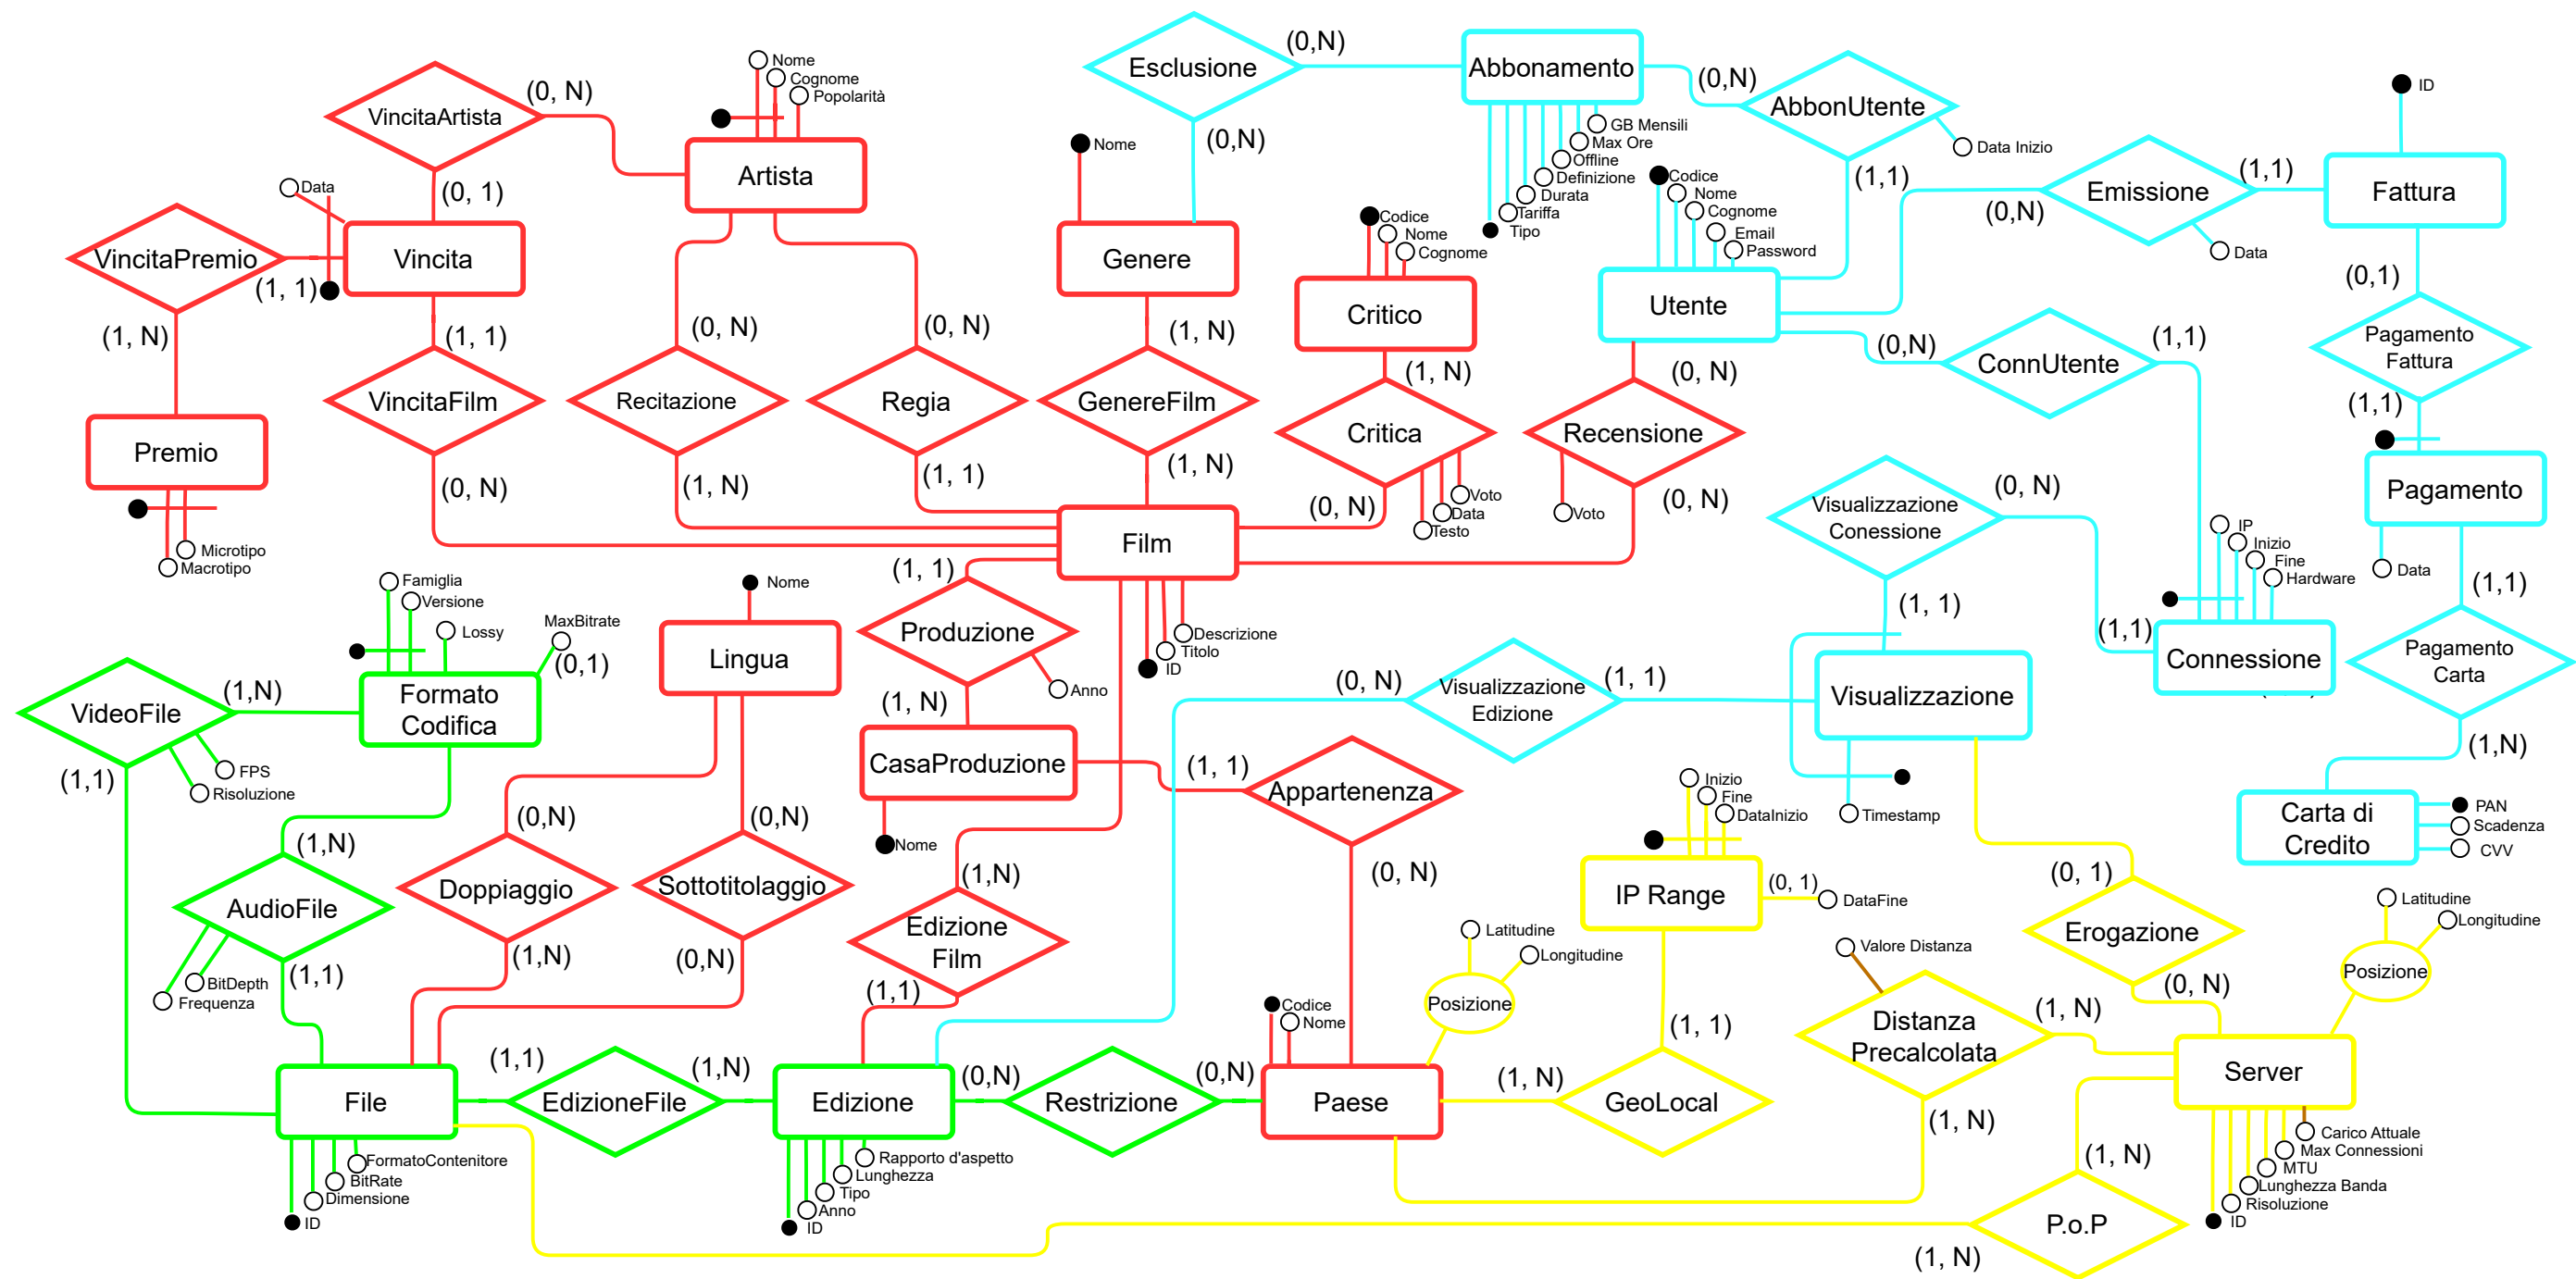 Esclusione
(0,N)
(0,N)
Abbonamento
GB Mensili
Max Ore
Offline
Definizione
Durata
Tariffa
Tipo
(0,N)
AbbonUtente
Data Inizio
(1,1)
ID
Nome
Cognome
Popolarità
Artista
(0, N)
VincitaArtista
(0, 1)
Data
Vincita
VincitaPremio
(1, 1)
(1, N)
Premio
Microtipo
Macrotipo
(1, 1)
VincitaFilm
(0, N)
(0, N)
Recitazione
(1, N)
(0, N)
Regia
(1, 1)
Nome
Genere
(1, N)
GenereFilm
(1, N)
Codice
Nome
Cognome
Critico
(1, N)
Critica
(0, N)
Voto
Data
Testo
Codice
Nome
Cognome
Email
Password
Utente
(0, N)
Recensione
(0, N)
Voto
(0,N)
Emissione
(1,1)
Data
Fattura
(0,1)
Pagamento
Fattura
(1,1)
Pagamento
Data
(1,1)
Pagamento
Carta
(1,N)
Carta di
Credito
PAN
Scadenza
CVV
(0,N)
ConnUtente
(1,1)
Visualizzazione
Conessione
(0, N)
(1, 1)
(1,1)
IP
Inizio
Fine
Hardware
Connessione
Film
Descrizione
Titolo
ID
(1, 1)
Produzione
Anno
(1, N)
CasaProduzione
Nome
(1, 1)
Appartenenza
(0, N)
(0, N)
Visualizzazione
Edizione
(1, 1)
Visualizzazione
Timestamp
Famiglia
Versione
Lossy
MaxBitrate
(0,1)
Formato
Codifica
(1,N)
VideoFile
FPS
Risoluzione
(1,1)
(1,N)
AudioFile
BitDepth
Frequenza
(1,1)
Nome
Lingua
(0,N)
Doppiaggio
(1,N)
(0,N)
Sottotitolaggio
(0,N)
(1,N)
Edizione
Film
(1,1)
Inizio
Fine
DataInizio
IP Range
(0, 1)
DataFine
(1, 1)
GeoLocal
(1, N)
Latitudine
Longitudine
Posizione
Codice
Nome
Paese
Valore Distanza
Distanza
Precalcolata
(1, N)
(1, N)
(0, 1)
Erogazione
(0, N)
Latitudine
Longitudine
Posizione
Server
Carico Attuale
Max Connessioni
MTU
Lunghezza Banda
Risoluzione
ID
(1, N)
P.o.P
(1, N)
File
FormatoContenitore
BitRate
Dimensione
ID
(1,1)
EdizioneFile
(1,N)
Edizione
Rapporto d'aspetto
Lunghezza
Tipo
Anno
ID
(0,N)
Restrizione
(0,N)